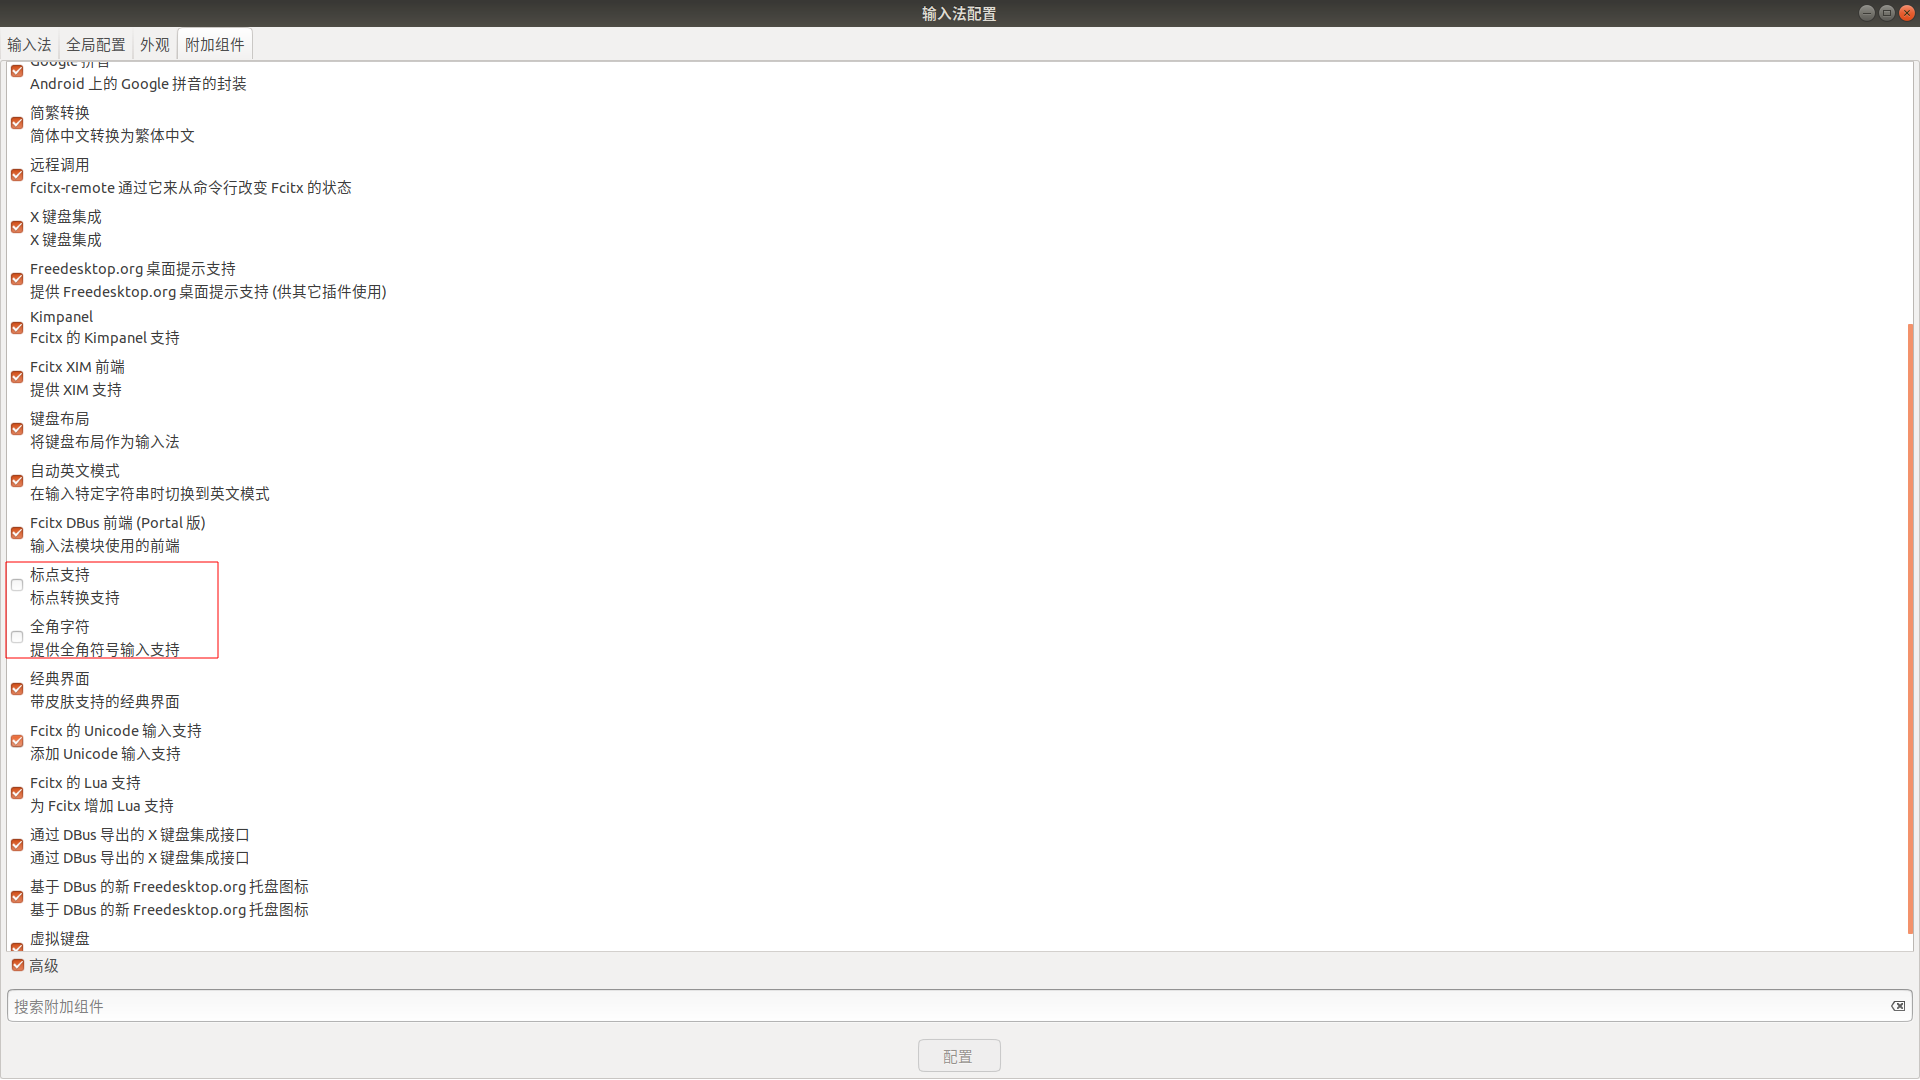 输入法配置
输入法 全局配置 外观 附加组件
Google 拼音
Android 上的 Google 拼音的封装
简繁转换
简体中文转换为繁体中文
远程调用
fcitx-remote 通过它来从命令行改变 Fcitx 的状态
X 键盘集成
X 键盘集成
Freedesktop.org 桌面提示支持
提供 Freedesktop.org 桌面提示支持 (供其它插件使用)
Kimpanel
Fcitx 的 Kimpanel 支持
Fcitx XIM 前端
提供 XIM 支持
键盘布局
将键盘布局作为输入法
自动英文模式
在输入特定字符串时切换到英文模式
Fcitx DBus 前端 (Portal 版)
输入法模块使用的前端
标点支持
标点转换支持
全角字符
提供全角符号输入支持
经典界面
带皮肤支持的经典界面
Fcitx 的 Unicode 输入支持
添加 Unicode 输入支持
Fcitx 的 Lua 支持
为 Fcitx 增加 Lua 支持
通过 DBus 导出的 X 键盘集成接口
通过 DBus 导出的 X 键盘集成接口
基于 DBus 的新 Freedesktop.org 托盘图标
基于 DBus 的新 Freedesktop.org 托盘图标
虚拟键盘
高级
搜索附加组件
配置